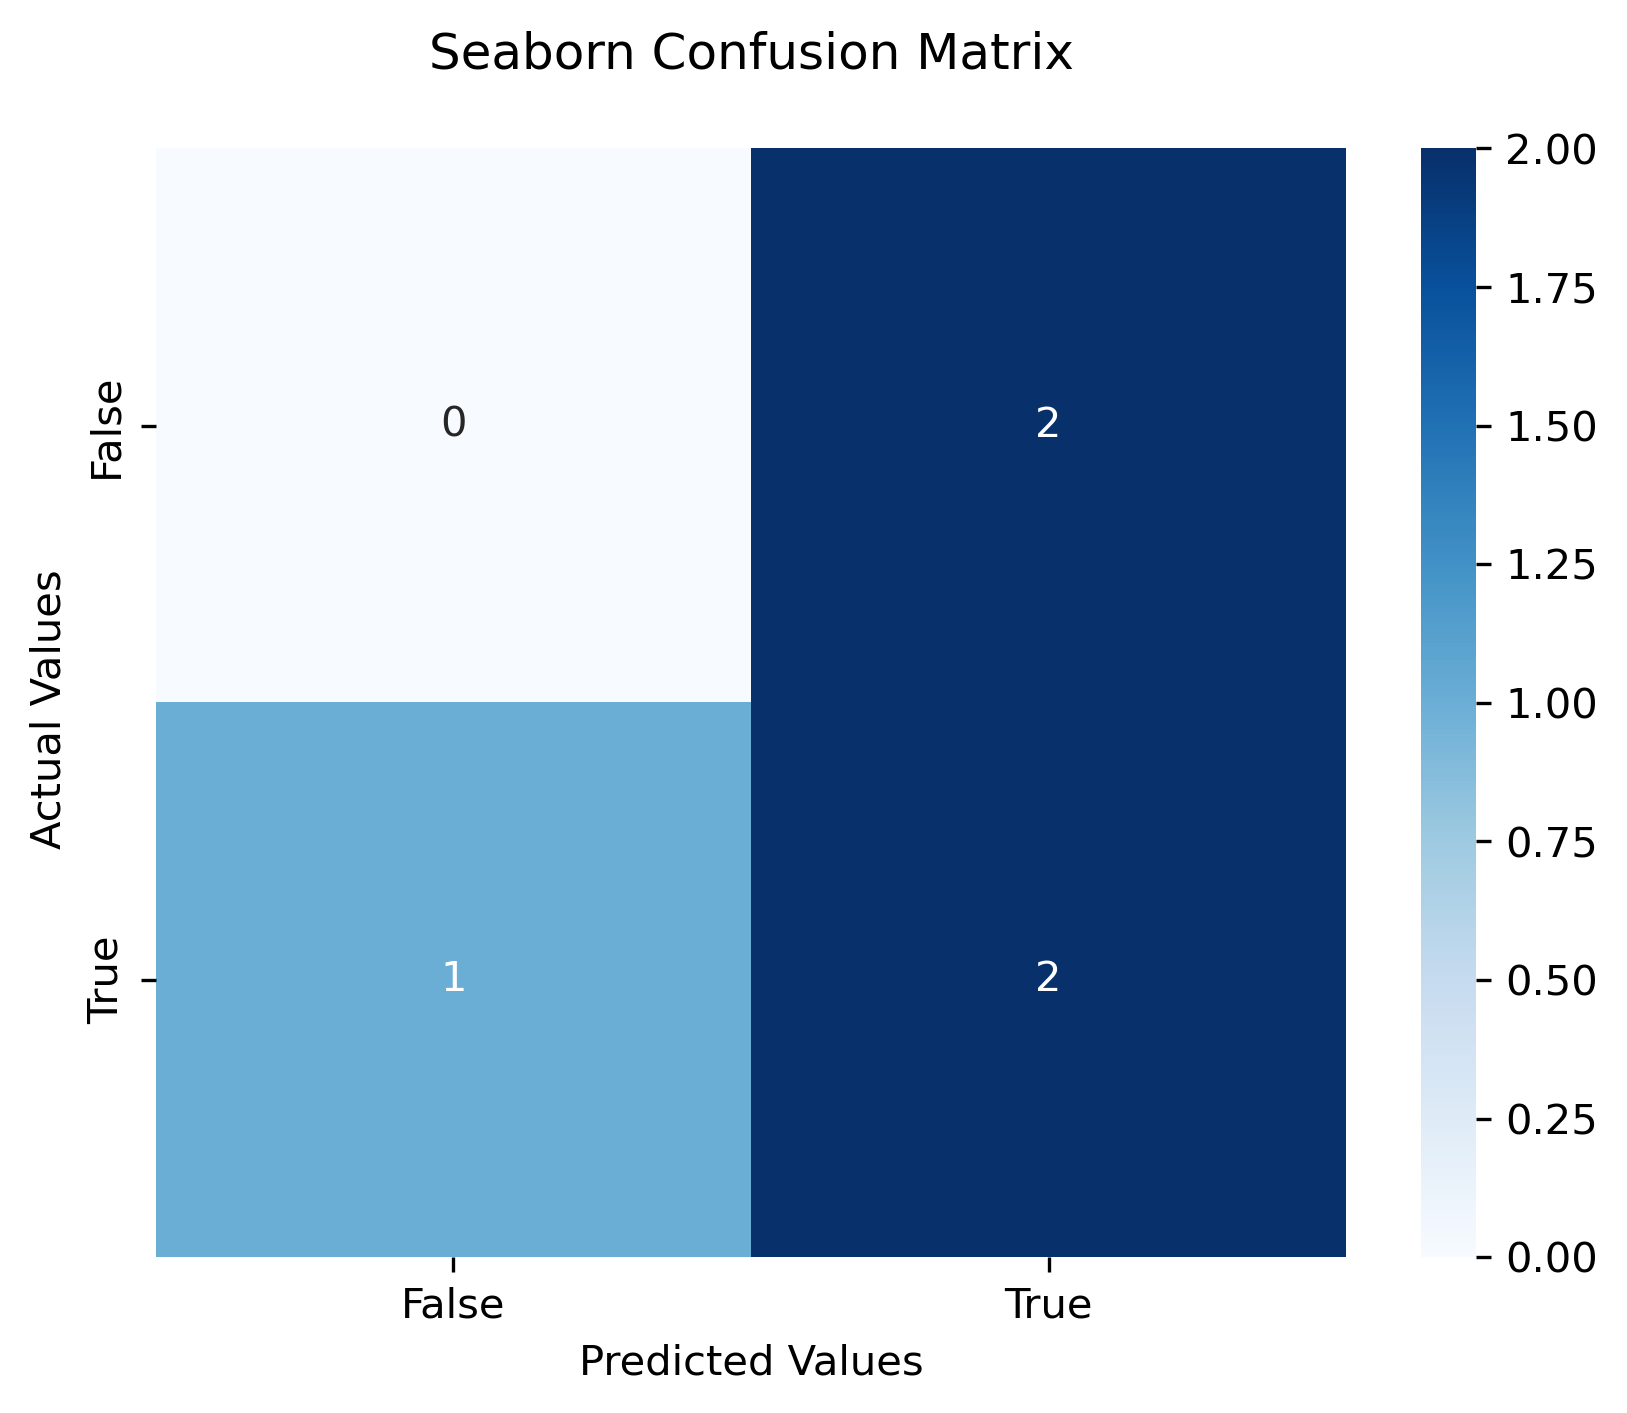 Seaborn Confusion Matrix
Actual Values
False
True
0
2
1
2
False
True
Predicted Values
2.00
1.75
1.50
1.25
1.00
0.75
0.50
0.25
0.00